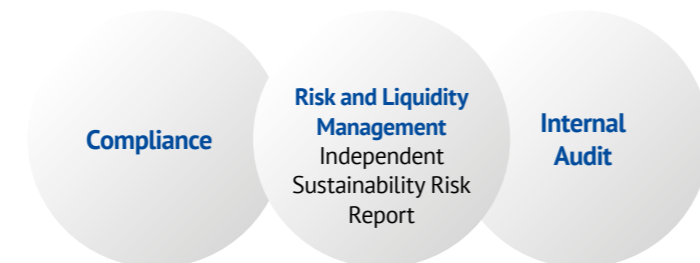 Compliance
Risk and Liquidity
Management
Independent
Sustainability Risk
Report
Internal
Audit